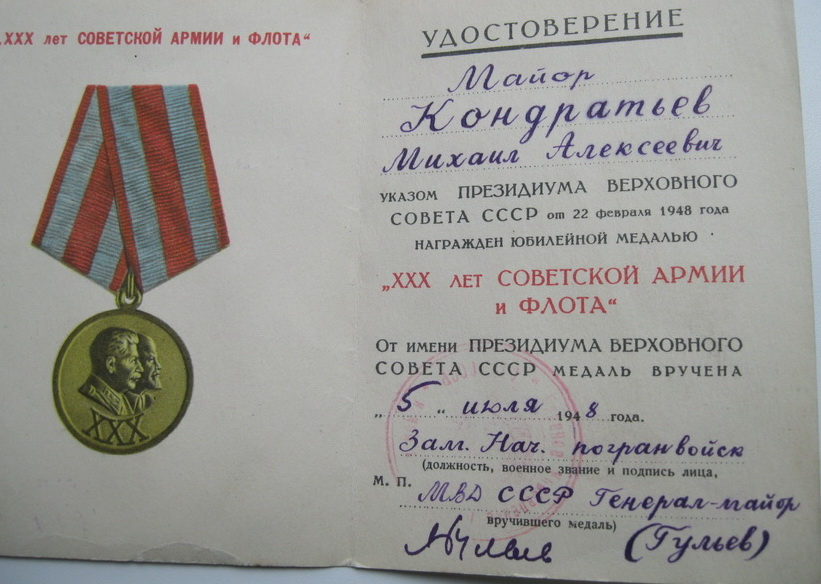 „XXX лет СОВЕТСКОЙ АРМИИ и ФЛОТА“
XXX
УДОСТОВЕРЕНИЕ
Майор
Кондратьев
Михаил Алексеевич
УКАЗОМ ПРЕЗИДИУМА ВЕРХОВНОГО
СОВЕТА СССР от 22 февраля 1948 года
НАГРАЖДЕН ЮБИЛЕЙНОЙ МЕДАЛЬЮ
„XXX ЛЕТ СОВЕТСКОЙ АРМИИ
и ФЛОТА“
От имени ПРЕЗИДИУМА ВЕРХОВНОГО
СОВЕТА СССР МЕДАЛЬ ВРУЧЕНА
„5„ июля 1948 года.
Зам. Нач. погранвойск
(должность, военное звание и подпись лица,
М. П.
МВД СССР Генерал-майор
вручившего медаль)
(Гульев)